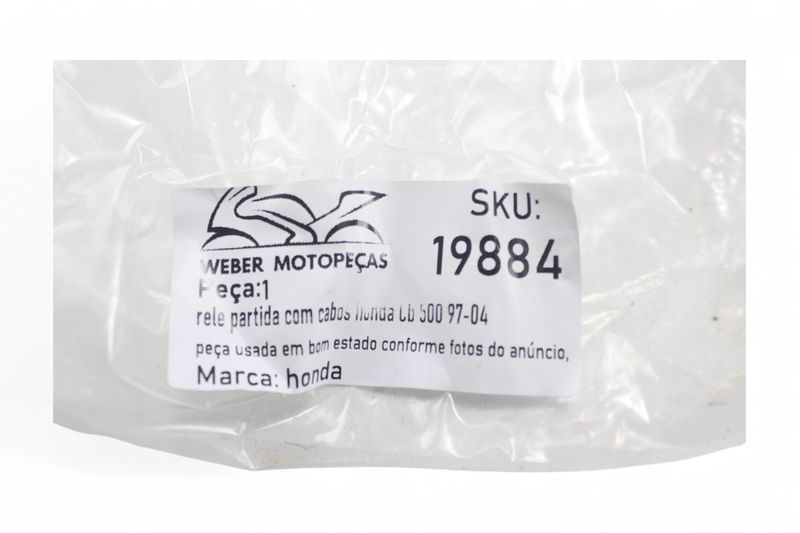 SKU:
19884
WEBER MOTOPEÇAS
Peça:1
rele partida com cabos honda Cb 500 97-04
peça usada em bom estado conforme fotos do anúncio,
Marca: honda